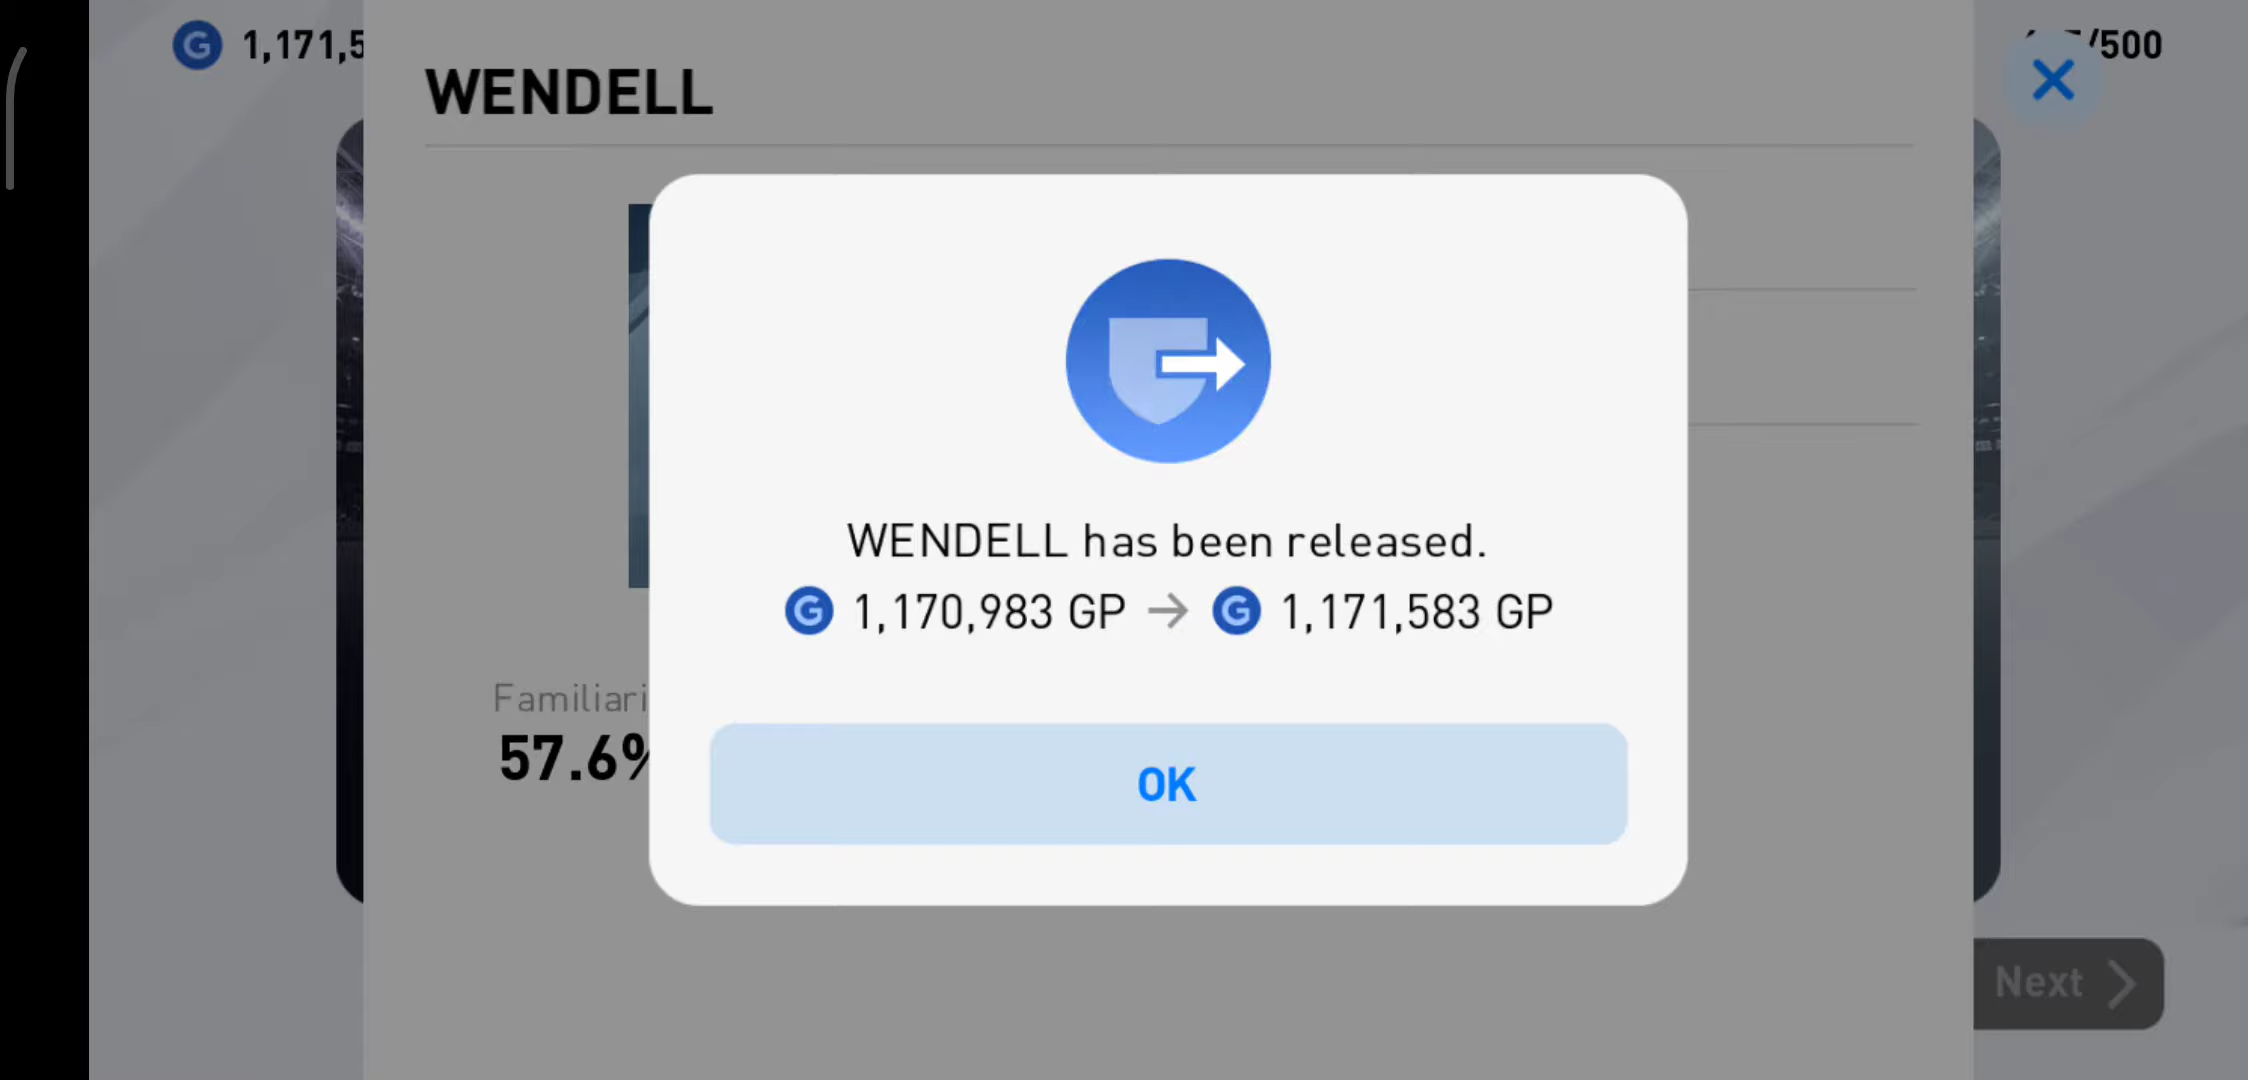 1,171,5
/500
WENDELL
WENDELL has been released.
G 1,170,983 GP → G 1,171,583 GP
Familiari
57.6%
OK
Next